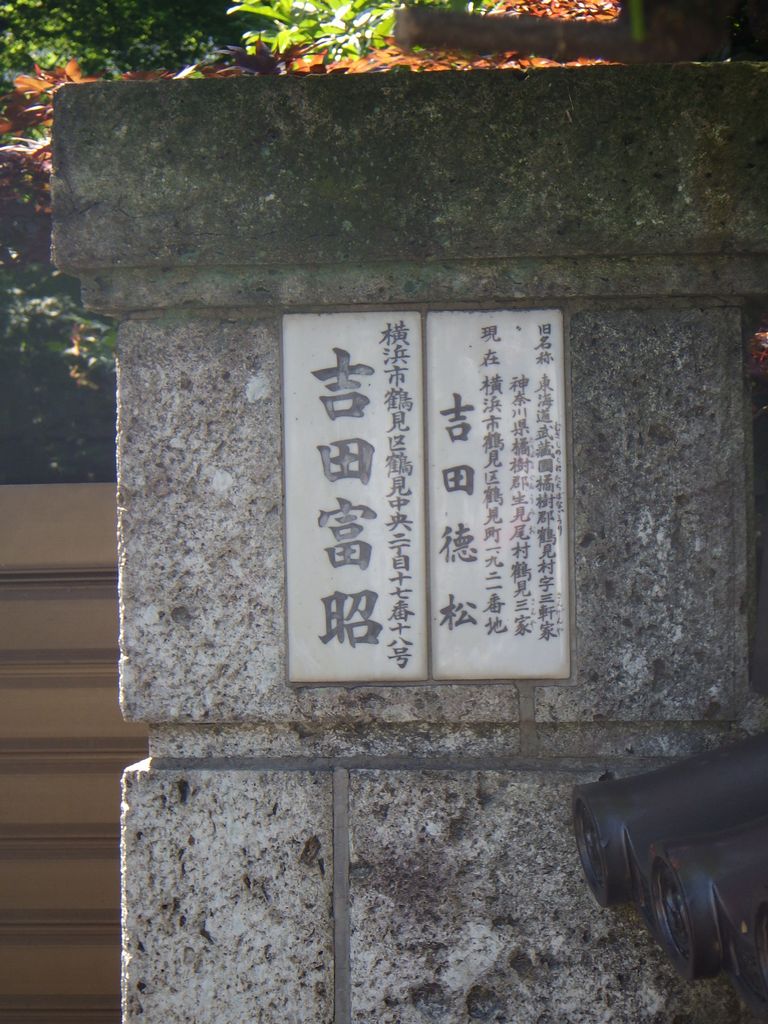 旧名称 東海道武蔵國橘樹郡鶴見村字三軒家
〃 神奈川県橘樹郡生見尾村鶴見三家
現在 横浜市鶴見区鶴見町一九二一番地
吉田德松
横浜市鶴見区鶴見中央二丁目十七番十八号
吉田富昭